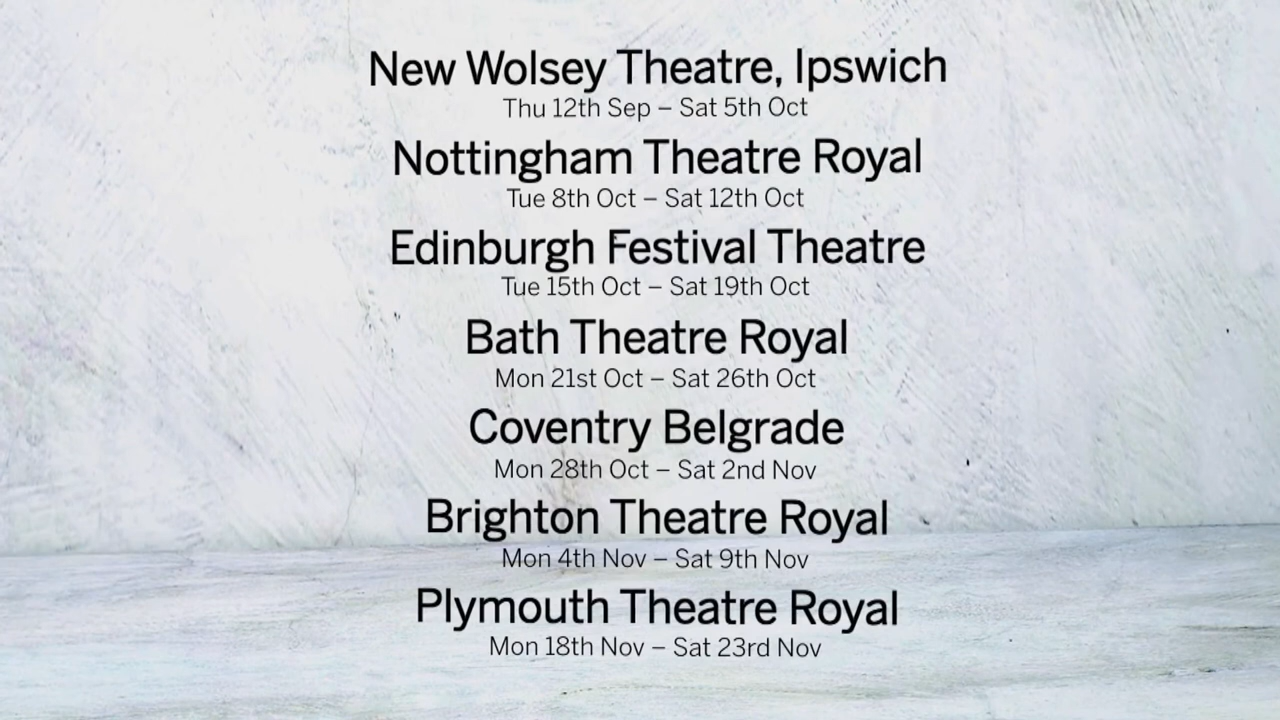 New Wolsey Theatre, Ipswich
Thu 12th Sep – Sat 5th Oct
Nottingham Theatre Royal
Tue 8th Oct – Sat 12th Oct
Edinburgh Festival Theatre
Tue 15th Oct – Sat 19th Oct
Bath Theatre Royal
Mon 21st Oct – Sat 26th Oct
Coventry Belgrade
Mon 28th Oct – Sat 2nd Nov
Brighton Theatre Royal
Mon 4th Nov – Sat 9th Nov
Plymouth Theatre Royal
Mon 18th Nov – Sat 23rd Nov